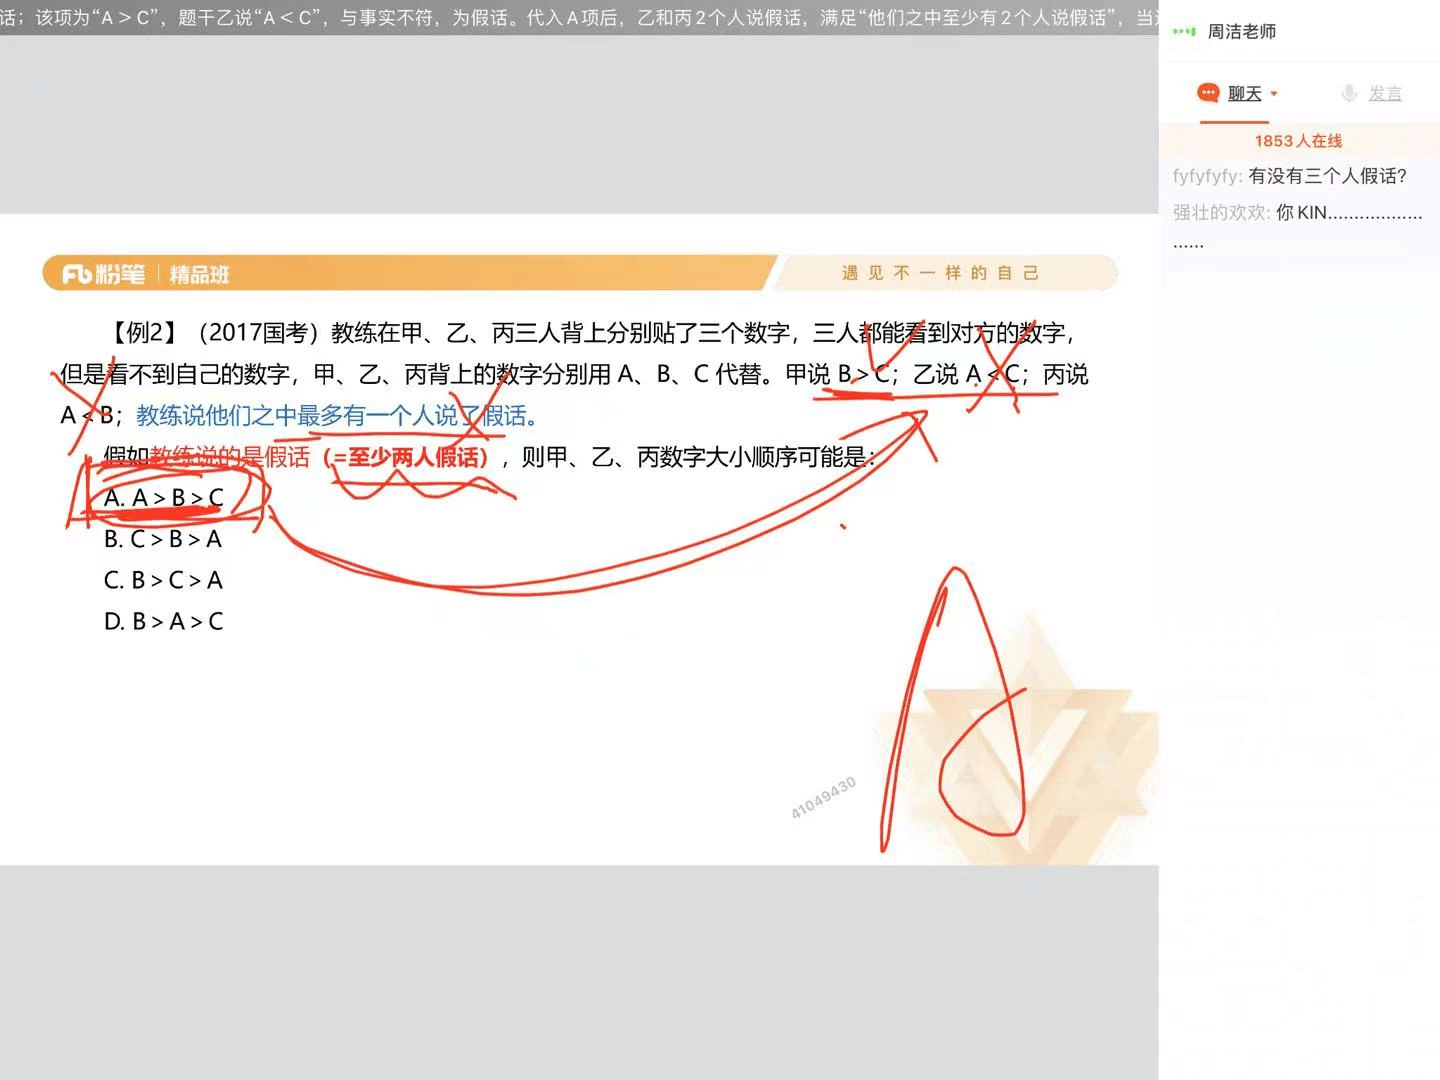 话；该项为“A＞C”，题干乙说“A＜C”，与事实不符，为假话。代入A项后，乙和丙2个人说假话，满足“他们之中至少有2个人说假话”，当选
周洁老师
聊天
发言
1853人在线
fyfyfyfy: 有没有三个人假话?
强壮的欢欢: 你KIN..................
......
粉笔 | 精品班
遇见不一样的自己
【例2】（2017国考）教练在甲、乙、丙三人背上分别贴了三个数字，三人都能看到对方的数字，
但是看不到自己的数字，甲、乙、丙背上的数字分别用 A、B、C 代替。甲说 B＞C；乙说 A＜C；丙说
A＜B；教练说他们之中最多有一个人说了假话。
假如教练说的是假话（=至少两人假话），则甲、乙、丙数字大小顺序可能是：
A. A＞B＞C
B. C＞B＞A
C. B＞C＞A
D. B＞A＞C
A
41049430